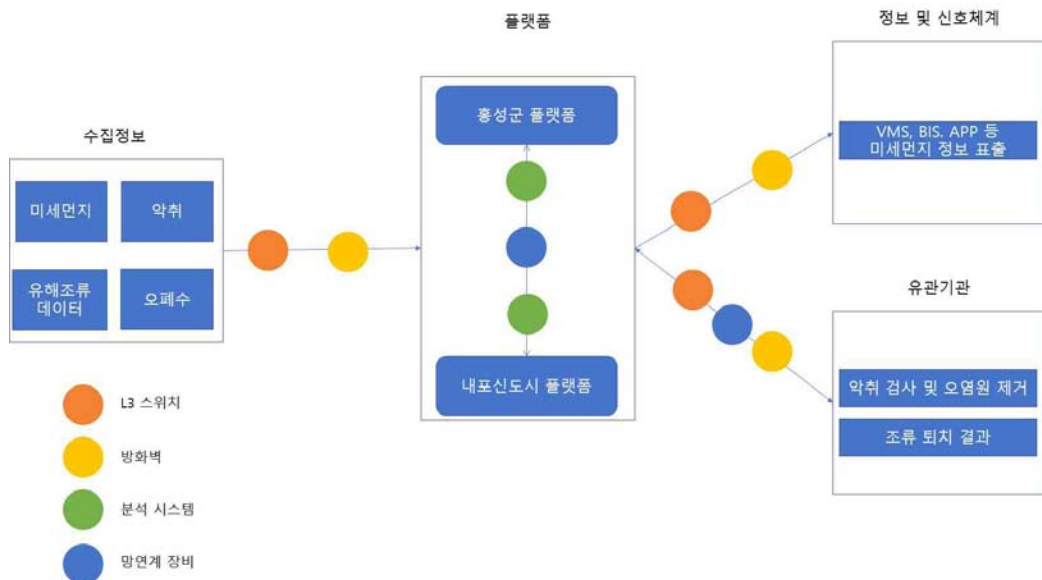 플랫폼
정보 및 신호체계
수집정보
홍성군 플랫폼
VMS, BIS. APP 등
미세먼지 정보 표출
미세먼지
악취
유해조류
데이터
오폐수
유관기관
내포신도시 플랫폼
악취 검사 및 오염원 제거
조류 퇴치 결과
L3 스위치
방화벽
분석 시스템
망연계 장비